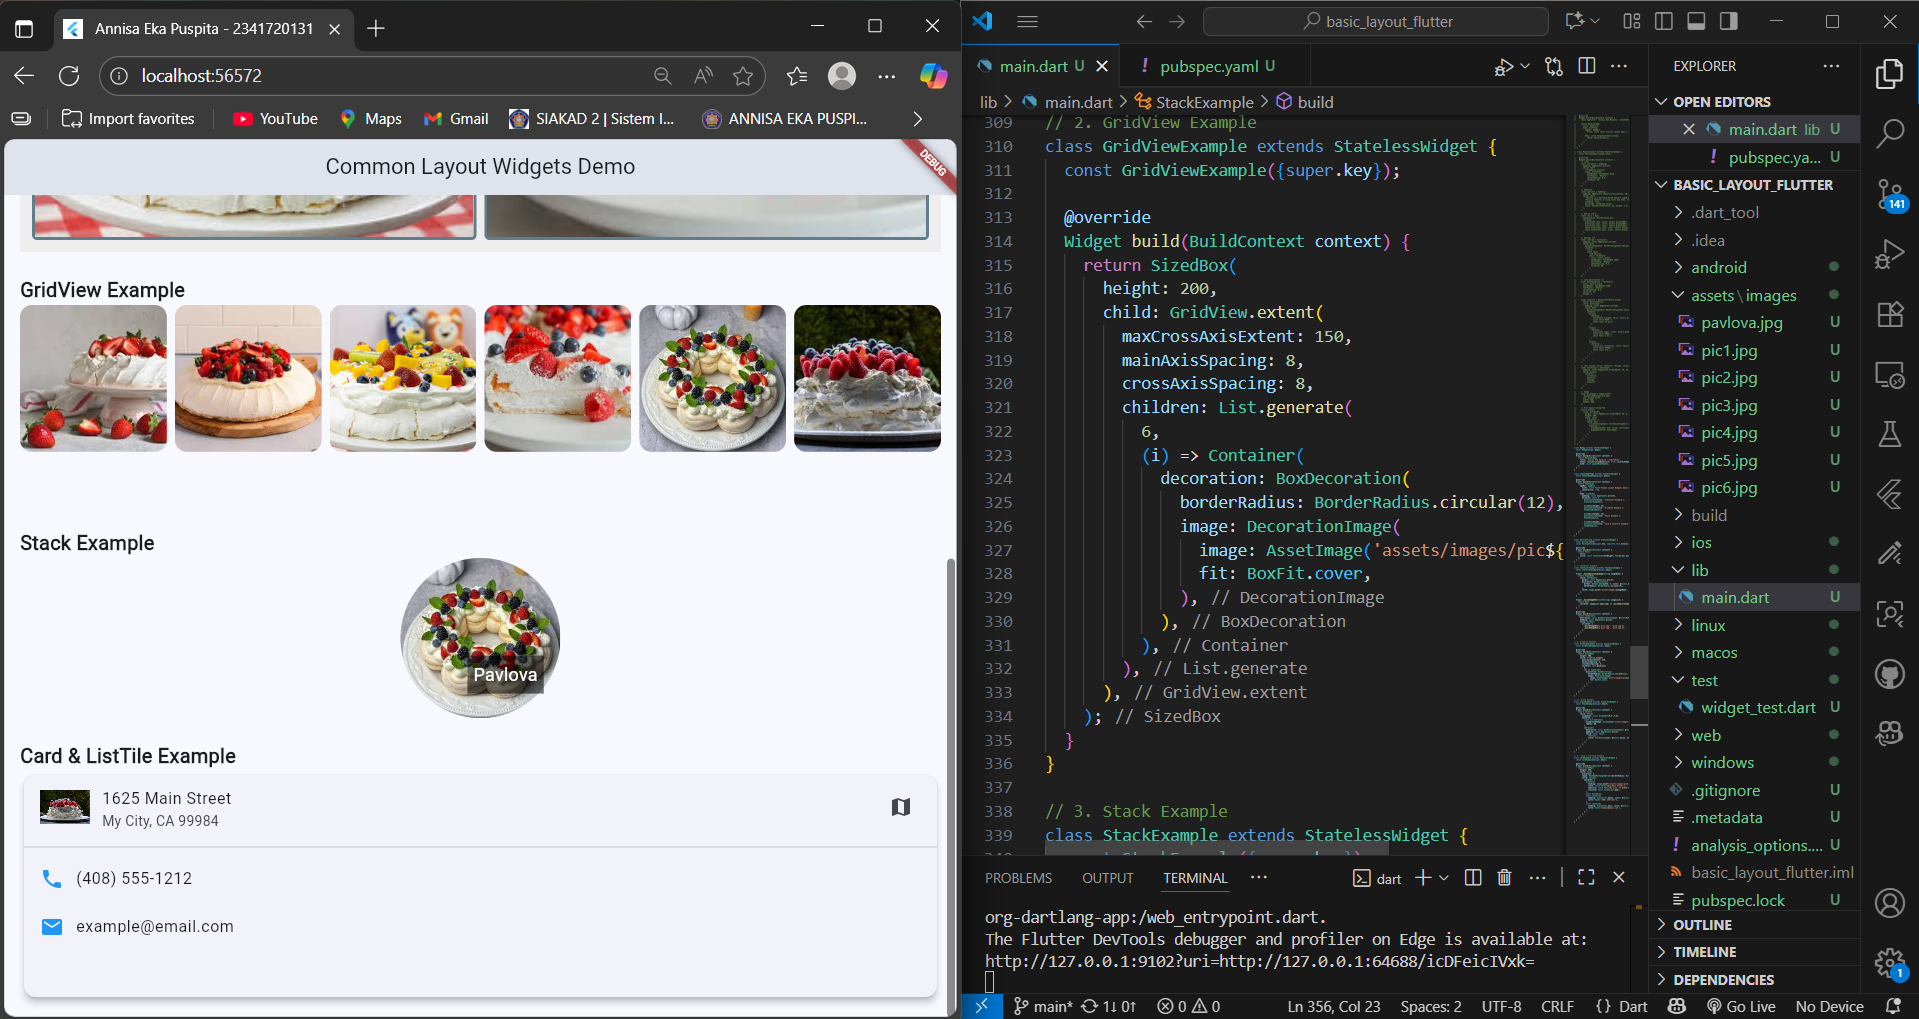 Annisa Eka Puspita - 2341720131
localhost:56572
Import favorites
YouTube
Maps
Gmail
SIAKAD 2 | Sistem I...
ANNISA EKA PUSPI...
Common Layout Widgets Demo
DEBUG
GridView Example
Stack Example
Pavlova
Card & ListTile Example
1625 Main Street
My City, CA 99984
(408) 555-1212
example@email.com
basic_layout_flutter
main.dart U
! pubspec.yaml U
lib > main.dart > StackExample > build
309 // 2. GridView Example
310 class GridViewExample extends StatelessWidget {
311 const GridViewExample({super.key});
312
313 @override
314 Widget build(BuildContext context) {
315 return SizedBox(
316 height: 200,
317 child: GridView.extent(
318 maxCrossAxisExtent: 150,
319 mainAxisSpacing: 8,
320 crossAxisSpacing: 8,
321 children: List.generate(
322 6,
323 (i) => Container(
324 decoration: BoxDecoration(
325 borderRadius: BorderRadius.circular(12),
326 image: DecorationImage(
327 image: AssetImage('assets/images/pic${
328 fit: BoxFit.cover,
329 ), // DecorationImage
330 ), // BoxDecoration
331 ), // Container
332 ), // List.generate
333 ), // GridView.extent
334 ); // SizedBox
335 }
336 }
337
338 // 3. Stack Example
339 class StackExample extends StatelessWidget {
PROBLEMS
OUTPUT
TERMINAL
dart
org-dartlang-app:/web_entrypoint.dart.
The Flutter DevTools debugger and profiler on Edge is available at:
http://127.0.0.1:9102?uri=http://127.0.0.1:64688/icDFeicIVxk=
EXPLORER
OPEN EDITORS
main.dart lib U
! pubspec.ya... U
BASIC_LAYOUT_FLUTTER
.dart_tool
.idea
android
assets\images
pavlova.jpg U
pic1.jpg U
pic2.jpg U
pic3.jpg U
pic4.jpg U
pic5.jpg U
pic6.jpg U
build
ios
lib
main.dart U
linux
macos
test
widget_test.dart U
web
windows
.gitignore U
.metadata U
! analysis_options.... U
basic_layout_flutter.iml
pubspec.lock U
OUTLINE
TIMELINE
DEPENDENCIES
141
1
main*
1↓ 0↑
0
0
Ln 356, Col 23
Spaces: 2
UTF-8
CRLF
{} Dart
Go Live
No Device